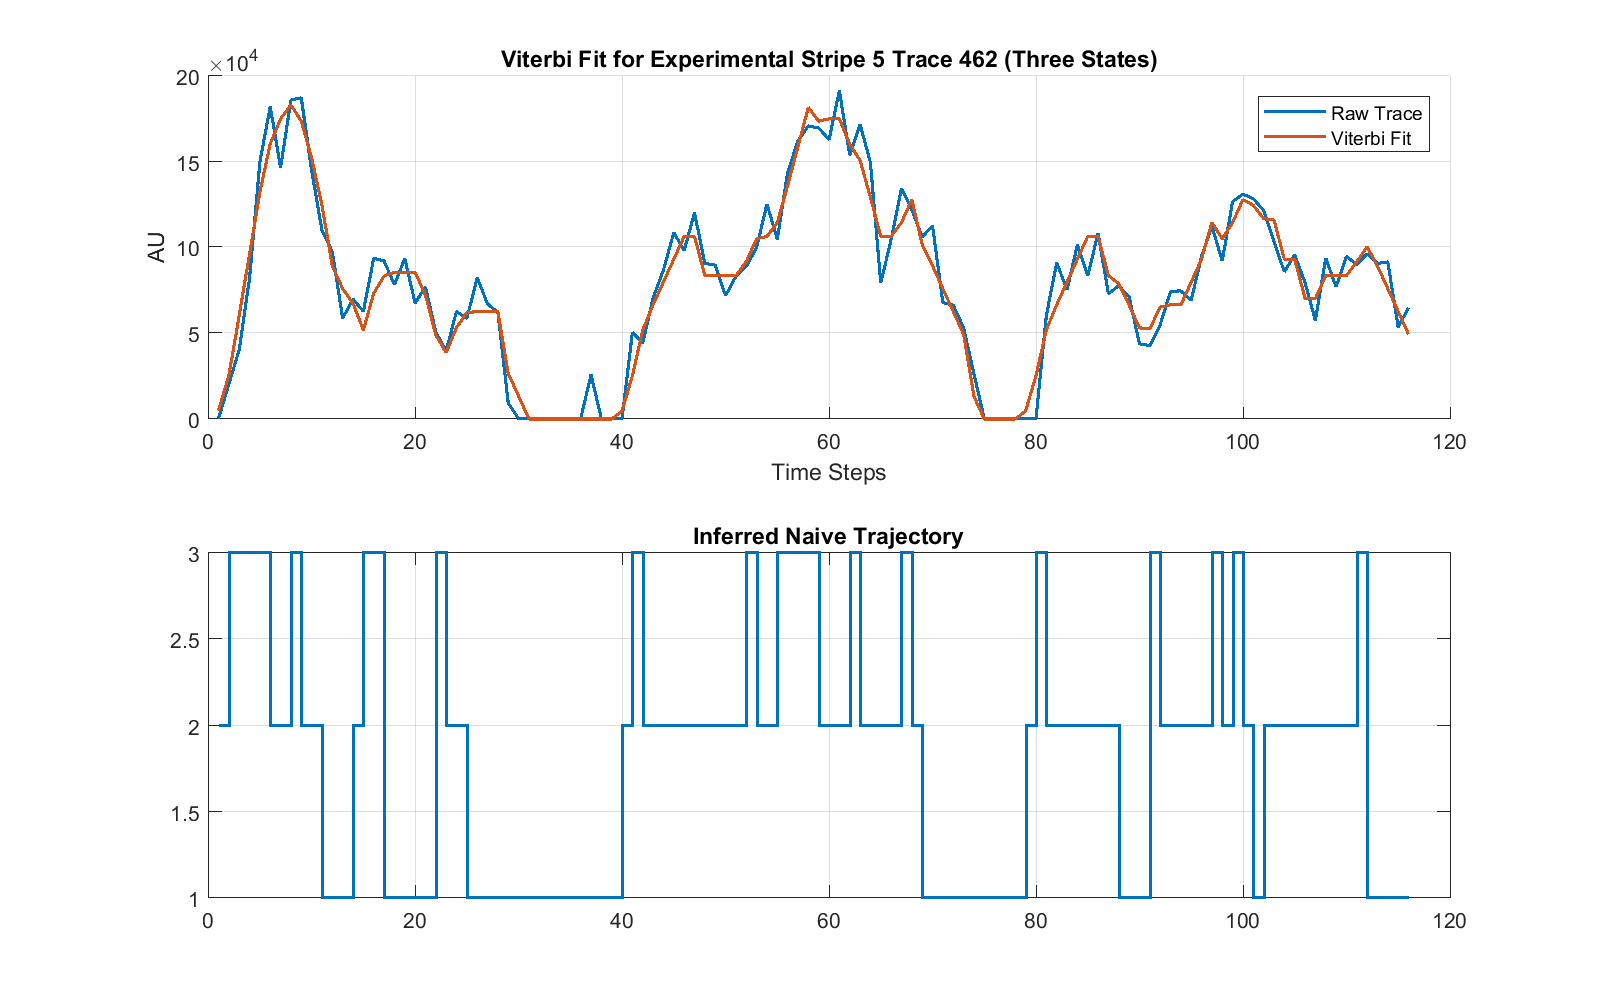 Viterbi Fit for Experimental Stripe 5 Trace 462 (Three States)
×10⁴
20
15
10
5
0
AU
Raw Trace
Viterbi Fit
0 20 40 60 80 100 120
Time Steps
Inferred Naive Trajectory
3
2.5
2
1.5
1
0 20 40 60 80 100 120